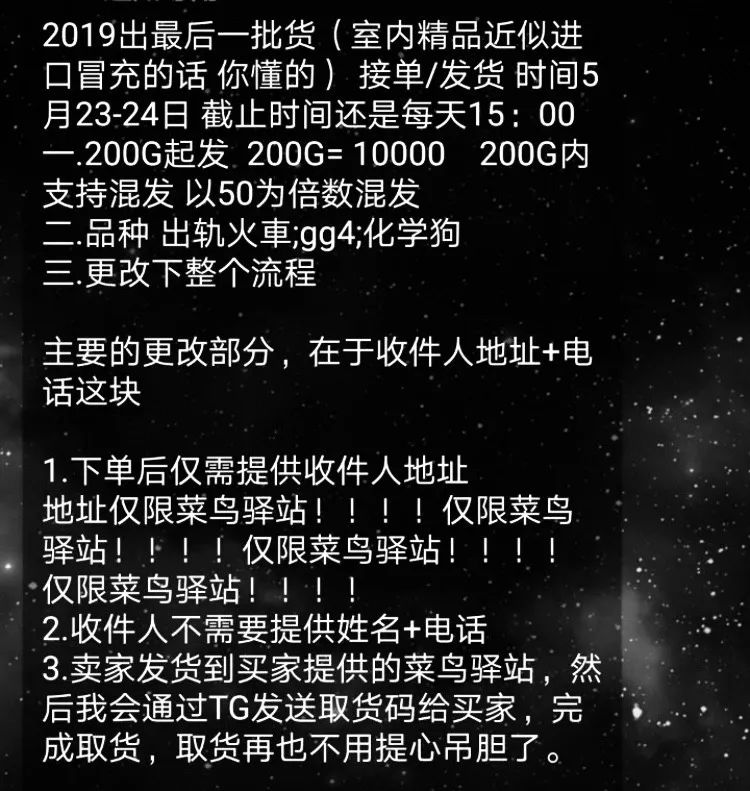 2019出最后一批货（室内精品近似进
口冒充的话 你懂的） 接单/发货 时间5
月23-24日 截止时间还是每天15：00
一.200G起发 200G= 10000 200G内
支持混发 以50为倍数混发
二.品种 出轨火車;gg4;化学狗
三.更改下整个流程
主要的更改部分，在于收件人地址+电
话这块
1.下单后仅需提供收件人地址
地址仅限菜鸟驿站！！！！仅限菜鸟
驿站！！！！仅限菜鸟驿站！！！！
仅限菜鸟驿站！！！！
2.收件人不需要提供姓名+电话
3.卖家发货到买家提供的菜鸟驿站，然
后我会通过TG发送取货码给买家，完
成取货，取货再也不用提心吊胆了。